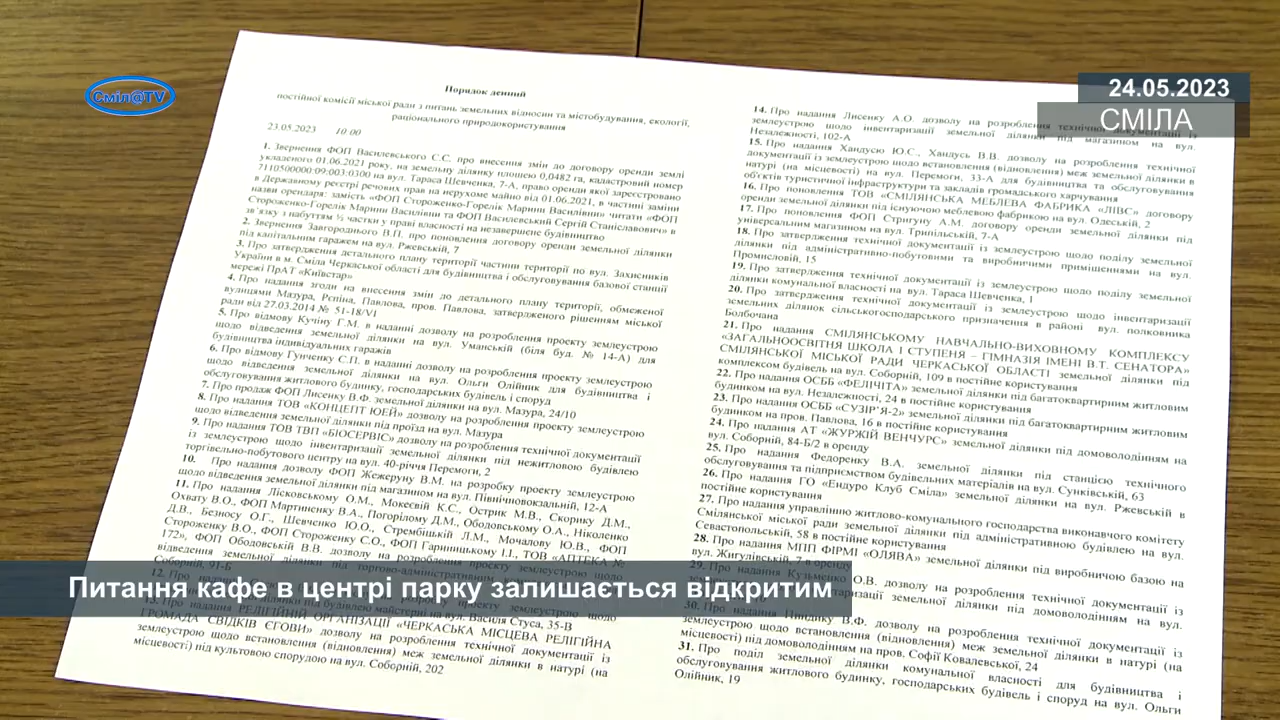 Сміл@TV
24.05.2023
СМІЛА
Порядок денний
постійної комісії міської ради з питань земельних відносин та містобудування, екології,
раціонального природокористування
23.05.2023 10:00
1. Звернення ФОП Василевського С.С. про внесення змін до договору оренди землі
укладеного 01.06.2021 року, на земельну ділянку площею 0,0482 га, кадастровий номер
7110500000:09:003:0300 на вул. Тараса Шевченка, 7-А, право оренди якої зареєстровано
в Державному реєстрі речових прав на нерухоме майно від 01.06.2021, в частині заміни
назви орендаря: замість «ФОП Стороженко-Горелік Марини Василівни» читати «ФОП
Стороженко-Горелік Марини Василівни та ФОП Василевський Сергій Станіславович» в
зв`язку з набуттям ½ частки у праві власності на незавершене будівництво
2. Звернення Завгороднього В.П. про поновлення договору оренди земельної ділянки
під капітальним гаражем на вул. Ржевській, 7
3. Про затвердження детального плану території частини території по вул. Захисників
України в м. Сміла Черкаської області для будівництва і обслуговування базової станції
мережі ПрАТ «Київстар»
4. Про надання згоди на внесення змін до детального плану території, обмеженої
вулицями Мазура, Рєпіна, Павлова, пров. Павлова, затвердженого рішенням міської
ради від 27.03.2014 № 51-18/VI
5. Про відмову Кучіну Г.М. в наданні дозволу на розроблення проекту землеустрою
щодо відведення земельної ділянки на вул. Уманській (біля буд. № 14-А) для
будівництва індивідуальних гаражів
6. Про відмову Гунченку С.П. в наданні дозволу на розроблення проекту землеустрою
щодо відведення земельної ділянки на вул. Ольги Олійник для будівництва і
обслуговування житлового будинку, господарських будівель і споруд
7. Про продаж ФОП Лисенку В.Ф. земельної ділянки на вул. Мазура, 24/10
8. Про надання ТОВ «КОНЦЕПТ ЮЕЙ» дозволу на розроблення проекту землеустрою
щодо відведення земельної ділянки під проїзд на вул. Мазура
9. Про надання ТОВ ТВП «БІОСЕРВІС» дозволу на розроблення технічної документації
із землеустрою щодо інвентаризації земельної ділянки під нежитловою будівлею
торгівельно-побутового центру на вул. 40-річчя Перемоги, 2
10. Про надання дозволу ФОП Жежеруну В.М. на розробку проекту землеустрою
щодо відведення земельної ділянки під магазином на вул. Північновокзальній, 12-А
11. Про надання Лісковському О.М., Мокеєвій К.С., Острик М.В., Скорику Д.М.,
Охвату В.О., ФОП Мартиненку В.А., Погорілому Д.М., Ободовському О.А., Ніколенко
Д.В., Безносу О.Г., Шевченко Ю.О., Стрембіцькій Л.М., Мочалову Ю.В., ФОП
Стороженку В.О., ФОП Стороженку С.О., ФОП Гариницькому І.І., ТОВ «АПТЕКА №
172», ФОП Ободовській В.В. дозволу на розроблення проекту землеустрою щодо
відведення земельної ділянки під торгово-адміністративним
Соборній, 91-Б
12.
вул. Василя Стуса, 35-В
13. Про надання РЕЛІГІЙНІЙ ОРГАНІЗАЦІЇ «ЧЕРКАСЬКА МІСЦЕВА РЕЛІГІЙНА
ГРОМАДА СВІДКІВ ЄГОВИ» дозволу на розроблення технічної документації із
землеустрою щодо встановлення (відновлення) меж земельної ділянки в натурі (на
місцевості) під культовою спорудою на вул. Соборній, 202
14. Про надання Лисенку А.О. дозволу на розроблення технічної документації із
землеустрою щодо інвентаризації земельної ділянки під магазином на вул.
Незалежності, 102-А
15. Про надання Хандусю Ю.С., Хандусь В.В. дозволу на розроблення технічної
документації із землеустрою щодо встановлення (відновлення) меж земельної ділянки в
натурі (на місцевості) на вул. Перемоги, 33-А для будівництва та обслуговування
об'єктів туристичної інфраструктури та закладів громадського харчування
16. Про поновлення ТОВ «СМІЛЯНСЬКА МЕБЛЕВА ФАБРИКА «ЛІВС» договору
оренди земельної ділянки під існуючою меблевою фабрикою на вул. Одеській, 2
17. Про поновлення ФОП Стригуну А.М. договору оренди земельної ділянки під
універсальним магазином на вул. Трипільській, 7-А
18. Про затвердження технічної документації із землеустрою щодо поділу земельної
ділянки під адміністративно-побутовими та виробничими приміщеннями на вул.
Промисловій, 15
19. Про затвердження технічної документації із землеустрою щодо поділу земельної
ділянки комунальної власності на вул. Тараса Шевченка, 1
20. Про затвердження технічної документації із землеустрою щодо інвентаризації
земельних ділянок сільськогосподарського призначення в районі вул. полковника
Болбочана
21. Про надання СМІЛЯНСЬКОМУ НАВЧАЛЬНО-ВИХОВНОМУ КОМПЛЕКСУ
«ЗАГАЛЬНООСВІТНЯ ШКОЛА І СТУПЕНЯ – ГІМНАЗІЯ ІМЕНІ В.Т. СЕНАТОРА»
СМІЛЯНСЬКОЇ МІСЬКОЇ РАДИ ЧЕРКАСЬКОЇ ОБЛАСТІ земельної ділянки під
комплексом будівель на вул. Соборній, 109 в постійне користування
22. Про надання ОСББ «ФЕЛІЧІТА» земельної ділянки під багатоквартирним житловим
будинком на вул. Незалежності, 24 в постійне користування
23. Про надання ОСББ «СУЗІР'Я-2» земельної ділянки під багатоквартирним житловим
будинком на пров. Павлова, 16 в постійне користування
24. Про надання АТ «ЖУРЖІЙ ВЕНЧУРС» земельної ділянки під домоволодінням на
вул. Соборній, 84-Б/2 в оренду
25. Про надання Федоренку В.А. земельної ділянки під станцією технічного
обслуговування та підприємством будівельних матеріалів на вул. Сунківській, 63
26. Про надання ГО «Ендуро Клуб Сміла» земельної ділянки на вул. Ржевській в
постійне користування
27. Про надання управлінню житлово-комунального господарства виконавчого комітету
Смілянської міської ради земельної ділянки під адміністративною будівлею на вул.
Севастопольській, 58 в постійне користування
28. Про надання МПП ФІРМІ «ОЛЯВА» земельної ділянки під виробничою базою на
вул. Жигулівській, 7 в оренду
29. Про надання Кузьменко О.В. дозволу на розроблення технічної документації із
земельної ділянки під домоволодінням на вул.
30. Про надання Пиндику В.Ф. дозволу на розроблення технічної документації із
землеустрою щодо встановлення (відновлення) меж земельної ділянки в натурі (на
місцевості) під домоволодінням на пров. Софії Ковалевської, 24
31. Про поділ земельної ділянки комунальної власності для будівництва і
обслуговування житлового будинку, господарських будівель і споруд на вул. Ольги
Олійник, 19
Питання кафе в центрі парку залишається відкритим